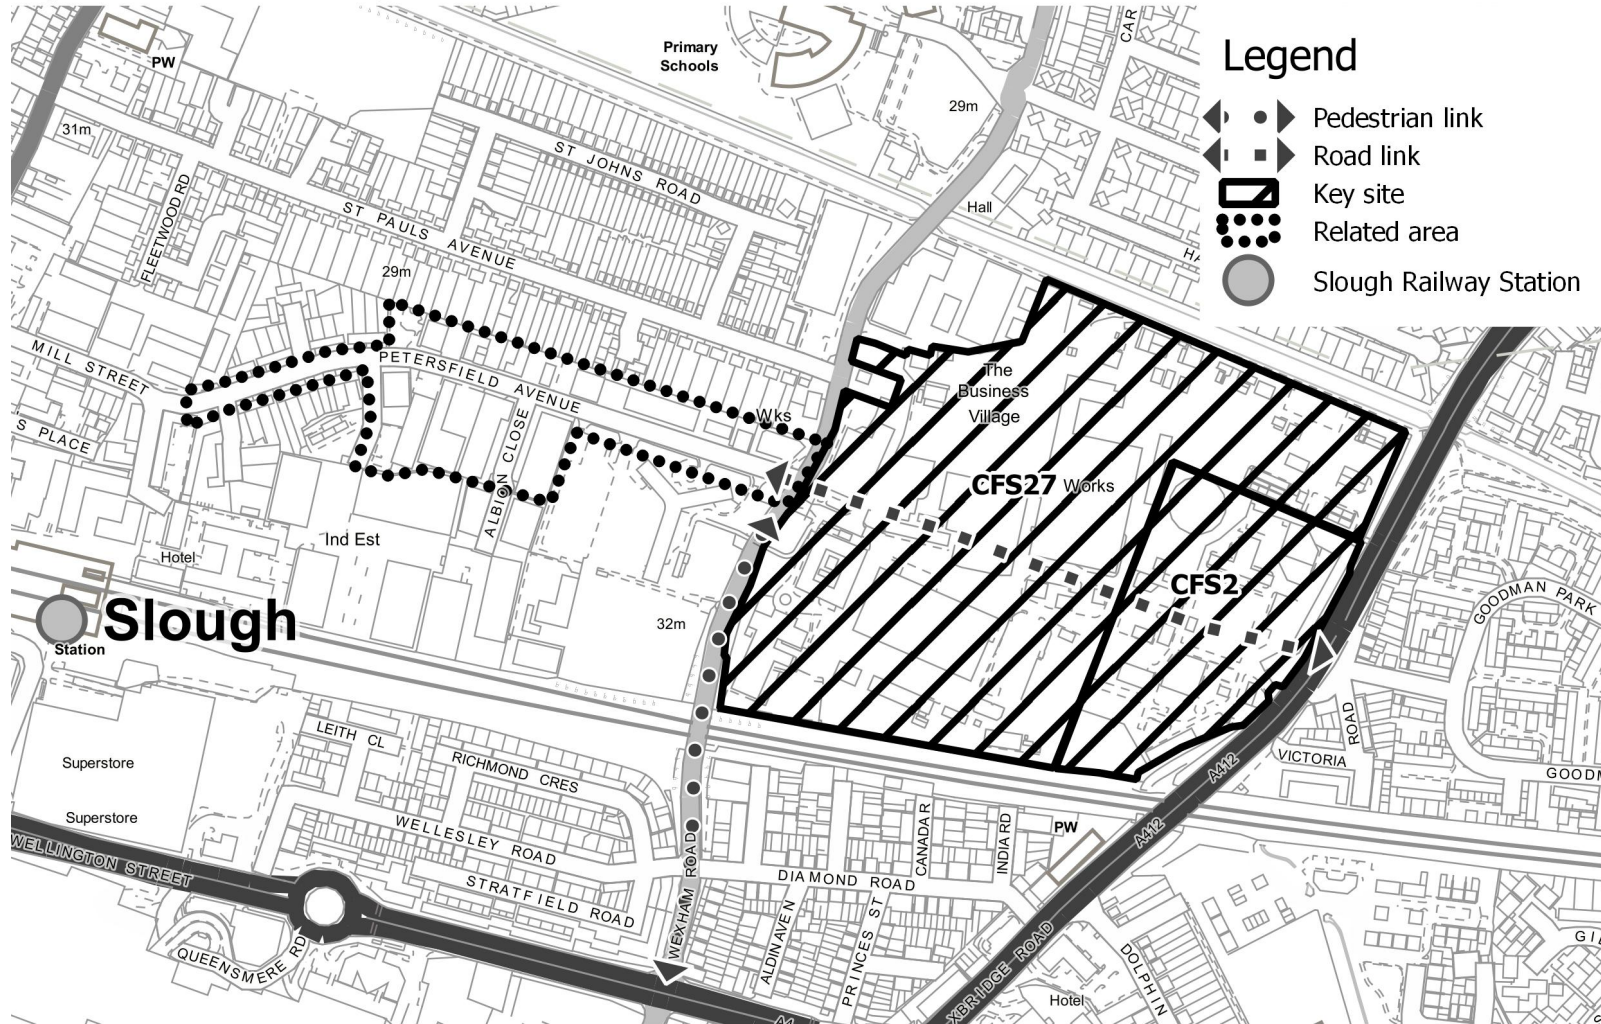 Legend
Pedestrian link
Road link
Key site
Related area
Slough Railway Station
PW
Primary
Schools
CAR
29m
31m
ST JOHNS ROAD
FLEETWOOD RD
ST PAULS AVENUE
Hall
HA
29m
MILL STREET
PETERSFIELD AVENUE
The
Business
Village
Wks
'S PLACE
ALBION CLOSE
CFS27
Works
Ind Est
Hotel
CFS2
GOODMAN PARK
Slough
Station
32m
LEITH CL
RICHMOND CRES
VICTORIA
ROAD
Superstore
A412
GOODM
Superstore
WELLESLEY ROAD
CANADA R
INDIA RD
PW
A412
WELLINGTON STREET
STRATFIELD ROAD
DIAMOND ROAD
WEXHAM ROAD
ALDIN AVE N
PRINCES ST
QUEENSMERE RD
XBRIDGE ROAD
DOLPHIN
Hotel
GIL
A4